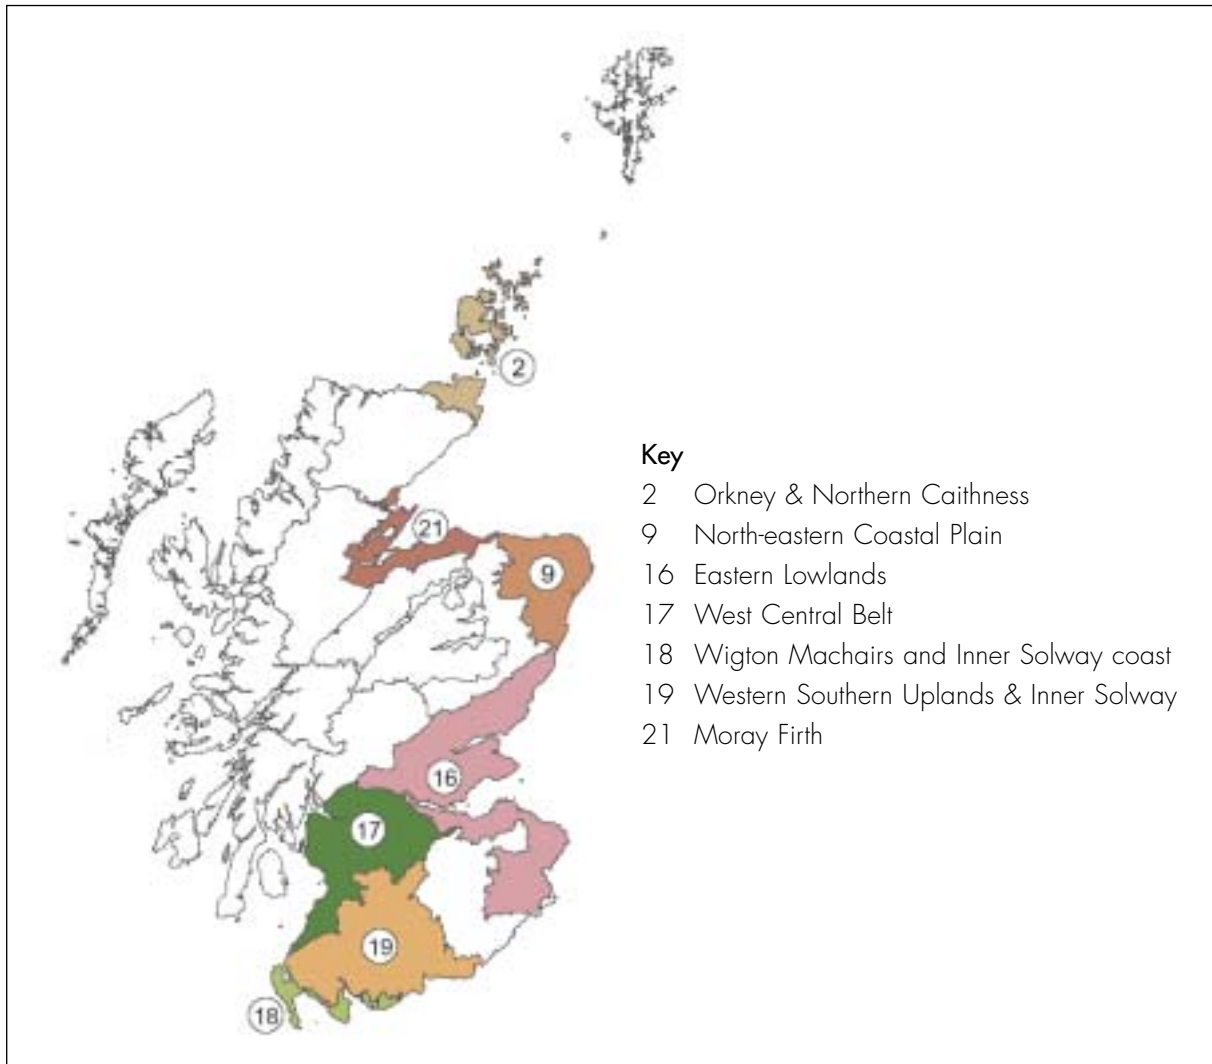 2
21
9
16
17
19
18
Key
2 Orkney & Northern Caithness
9 North-eastern Coastal Plain
16 Eastern Lowlands
17 West Central Belt
18 Wigton Machairs and Inner Solway coast
19 Western Southern Uplands & Inner Solway
21 Moray Firth